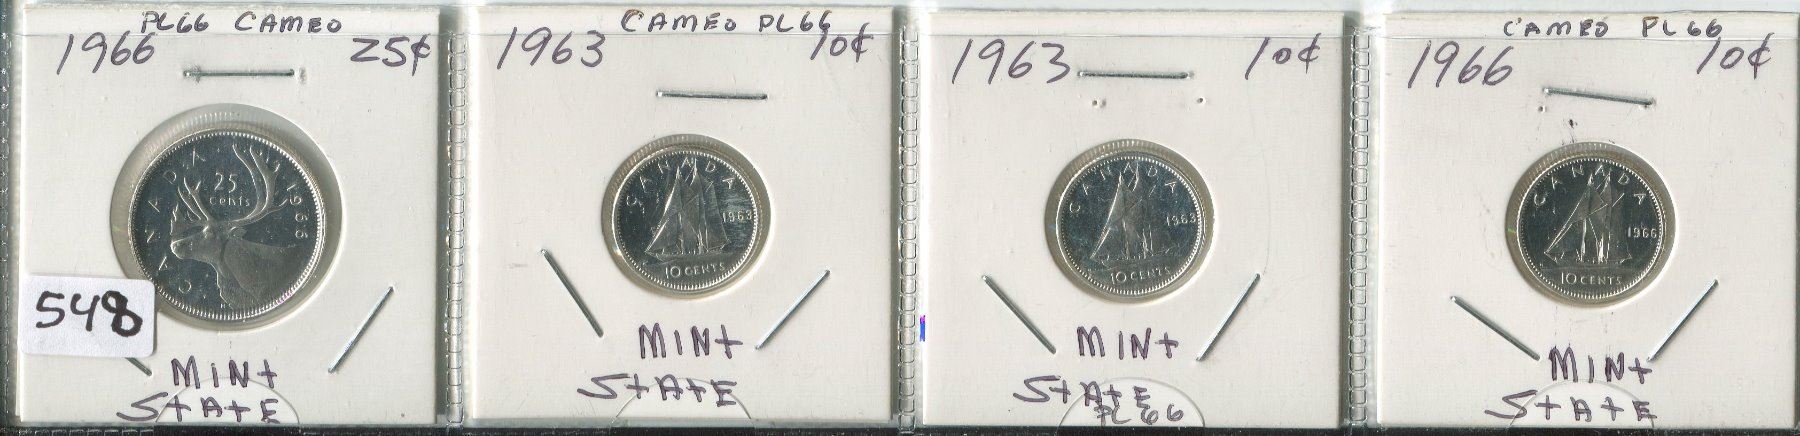 PL66 CAMEO
1966 25¢
CANADA
25
cents
1966
548
MINt
StAtE
CAMEO PL66
1963 10¢
CANADA
1963
10 CENTS
MINt
StAtE
1963 10¢
CANADA
1963
10 CENTS
MINt
StAtE
PL66
CAMEO PL66
1966 10¢
CANADA
1966
10 CENTS
MINt
StAtE